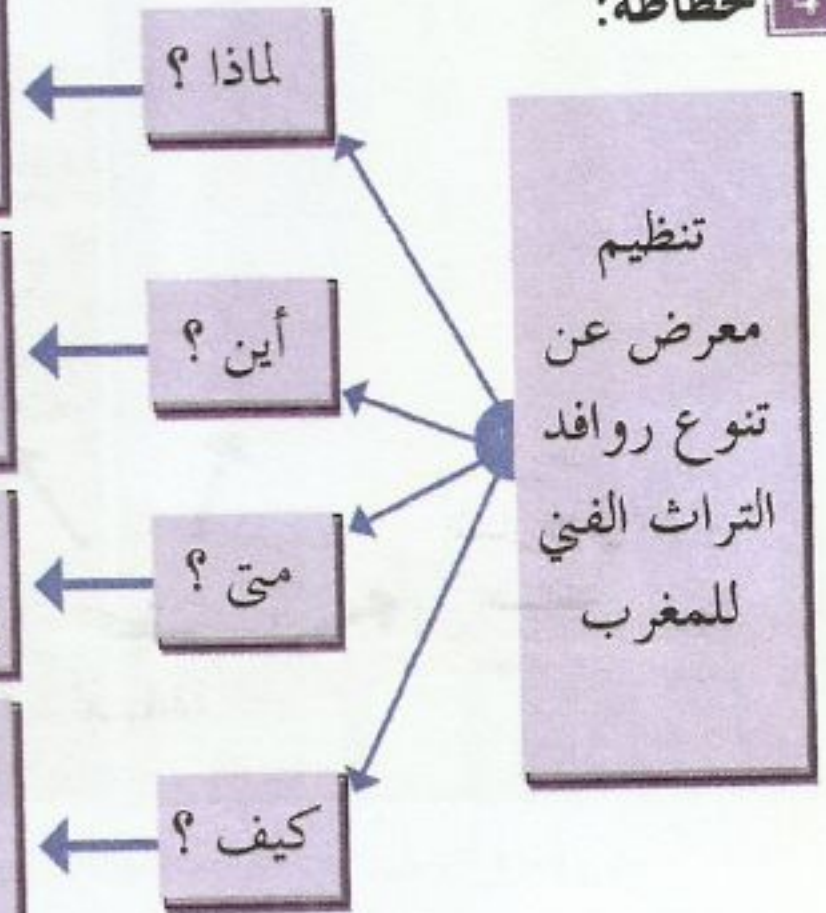 خطاطة:
تنظيم
معرض عن
تنوع روافد
التراث الفني
للمغرب
لماذا ؟
أين ؟
متى ؟
كيف ؟